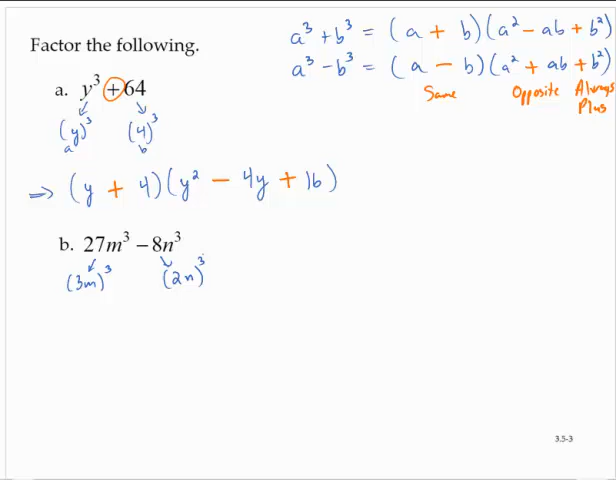 Factor the following.
a³ + b³ = (a + b)(a² − ab + b²)
a³ − b³ = (a − b)(a² + ab + b²)
Same Opposite Always Plus
a. y³ + 64
(y)³ (4)³
a b
⇒ (y + 4)(y² − 4y + 16)
b. 27m³ − 8n³
(3m)³ (2n)³
3.5-3